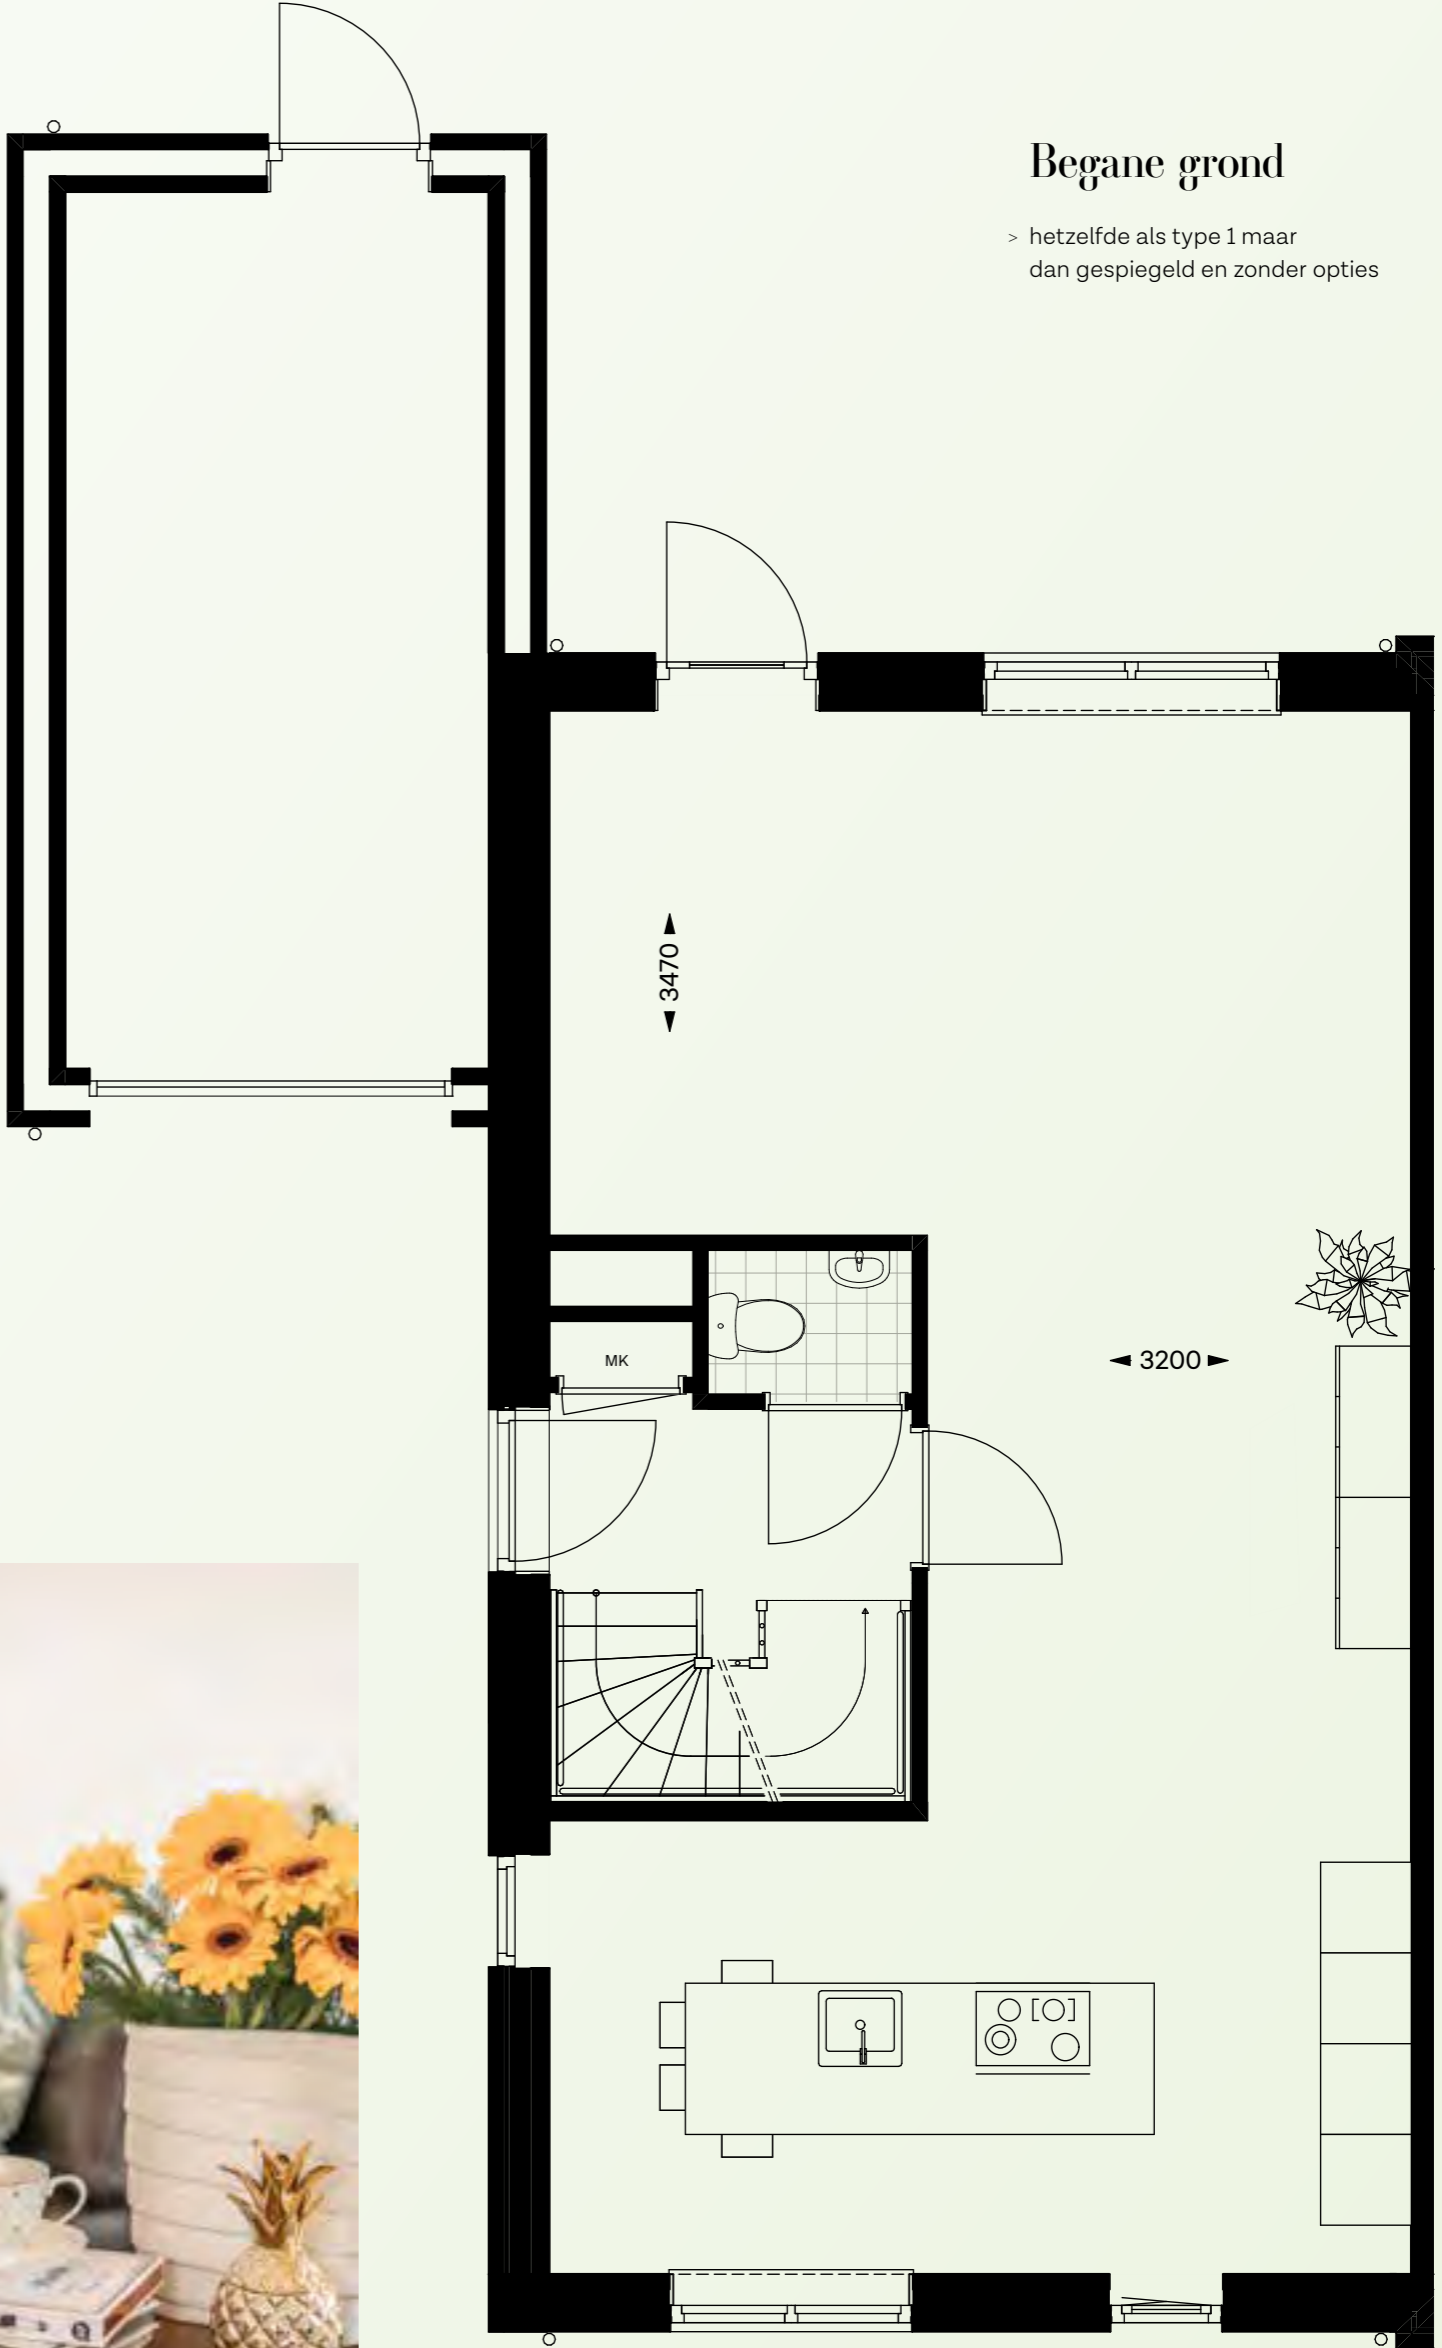 Begane grond
> hetzelfde als type 1 maar
dan gespiegeld en zonder opties
3470
MK
3200